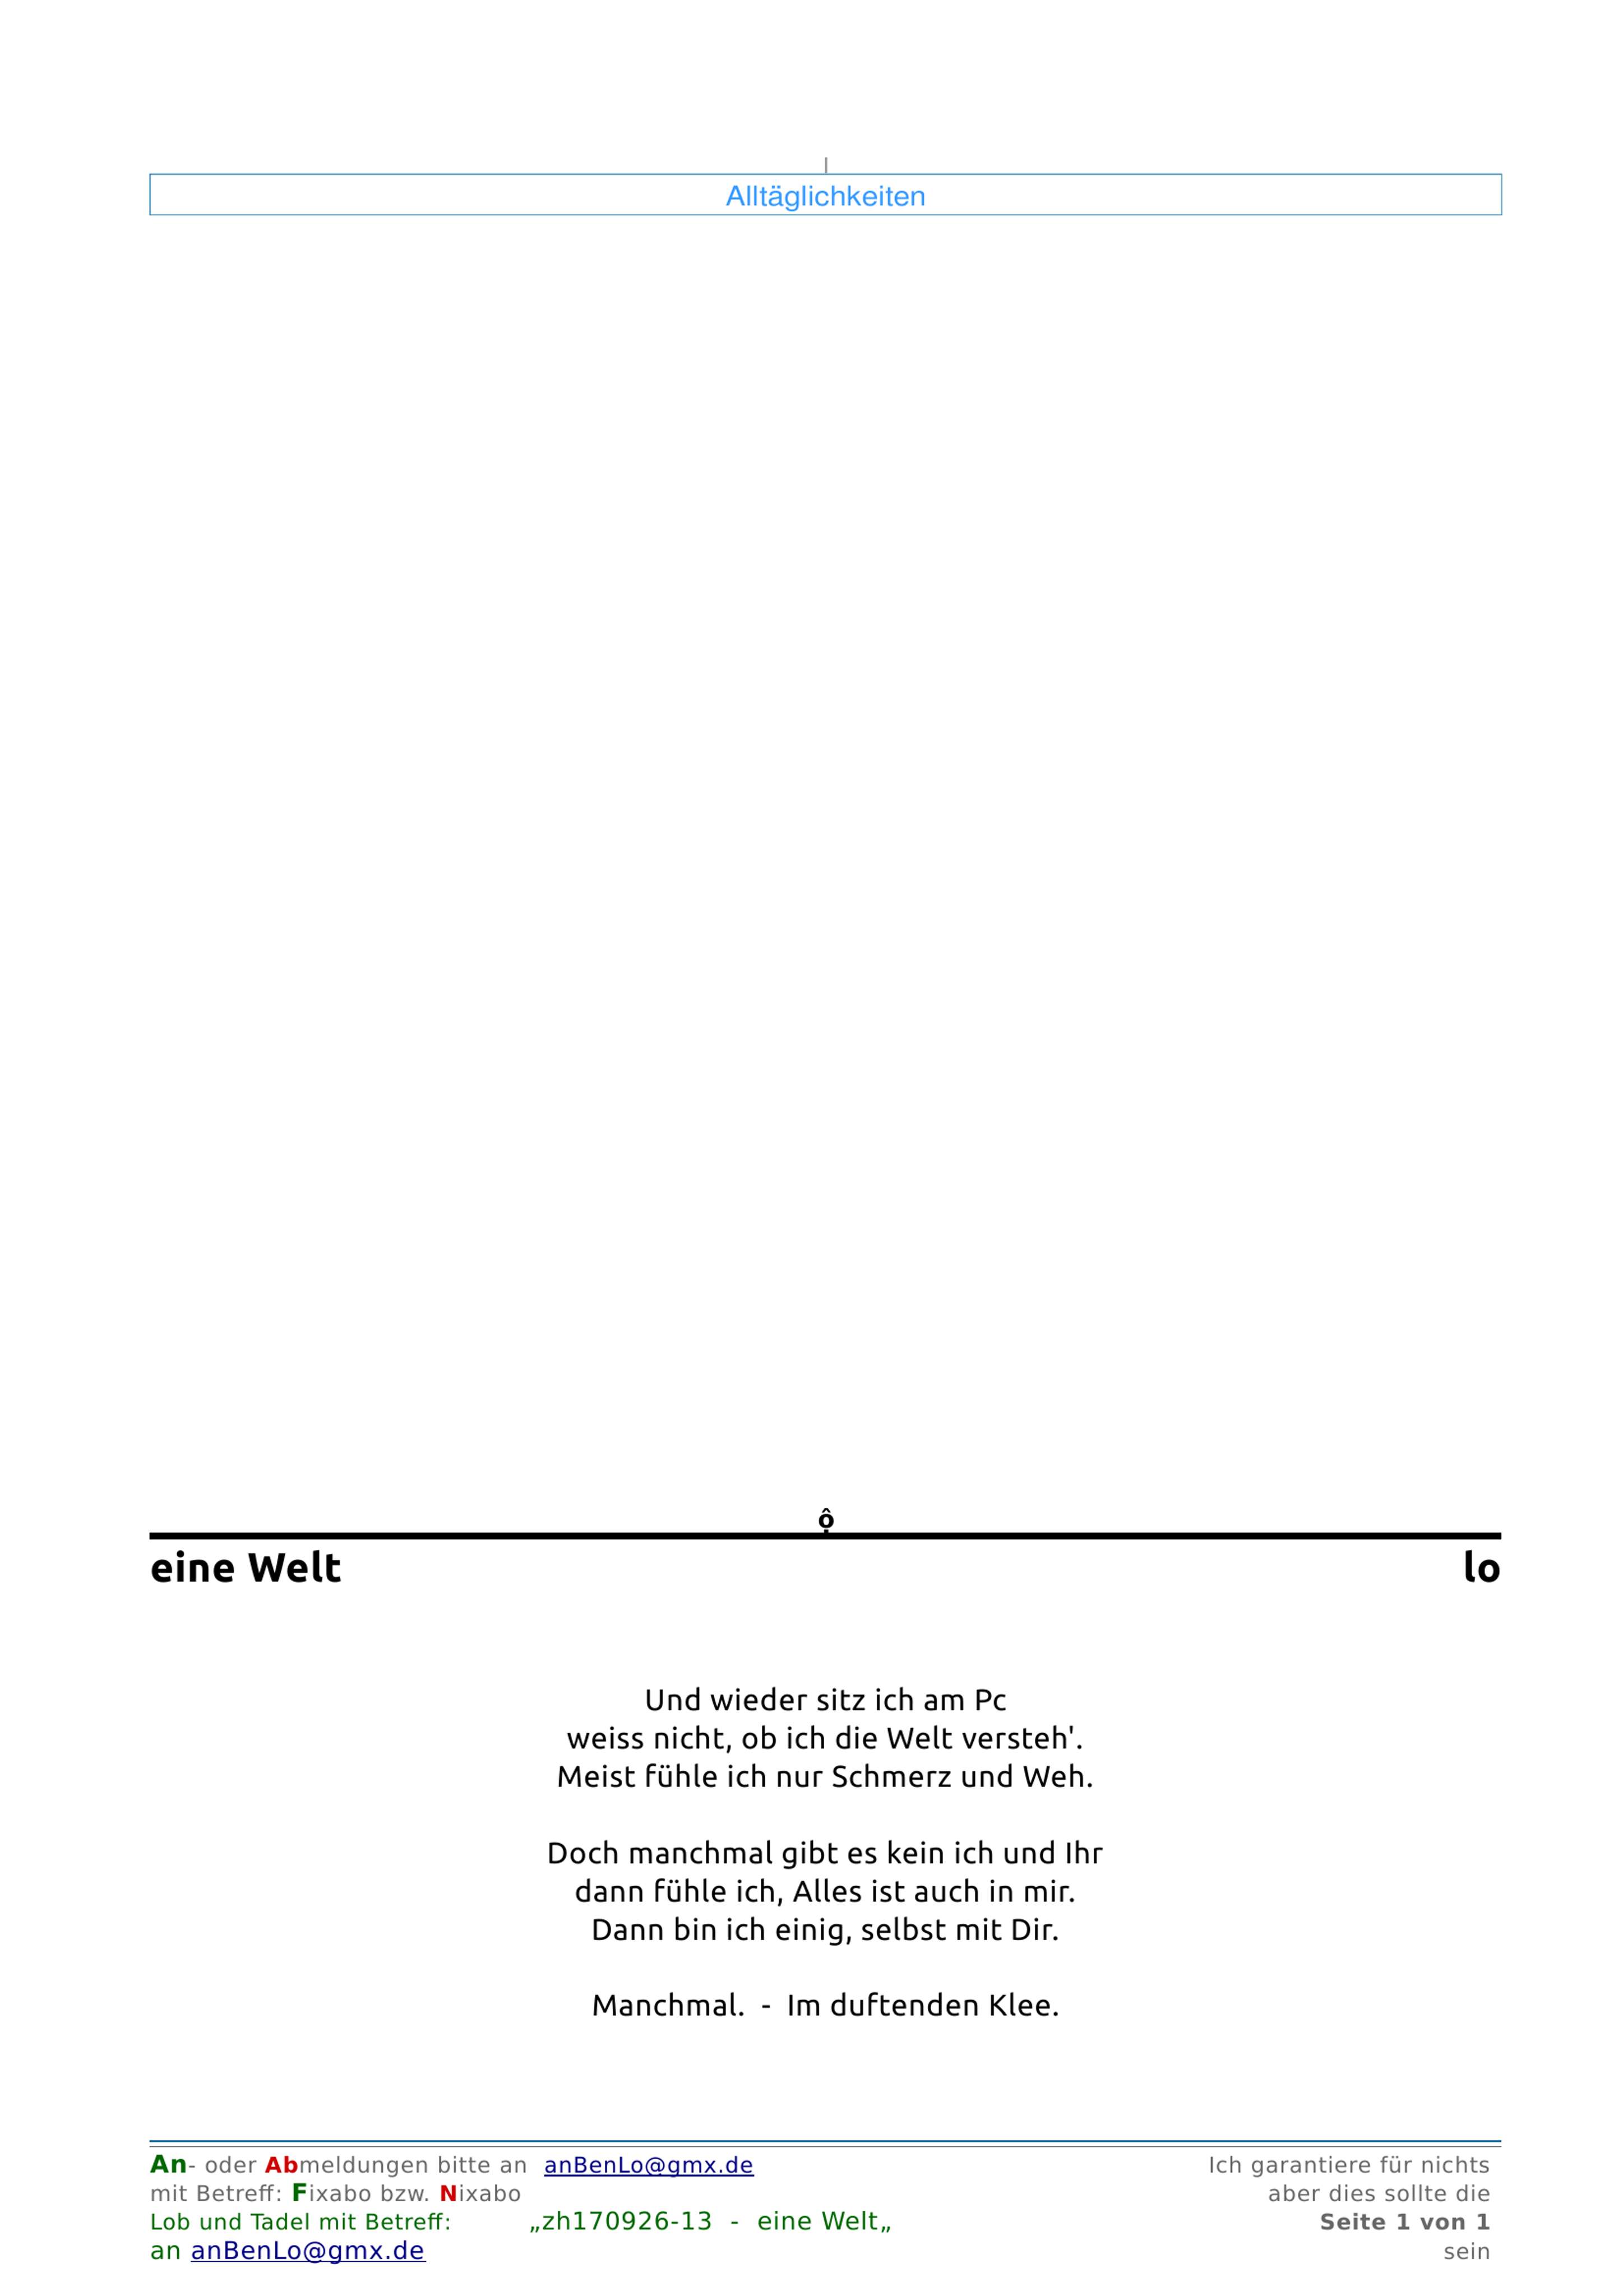 Alltäglichkeiten
ộ
eine Welt lo
Und wieder sitz ich am Pc
weiss nicht, ob ich die Welt versteh'.
Meist fühle ich nur Schmerz und Weh.
Doch manchmal gibt es kein ich und Ihr
dann fühle ich, Alles ist auch in mir.
Dann bin ich einig, selbst mit Dir.
Manchmal. - Im duftenden Klee.
An- oder Abmeldungen bitte an anBenLo@gmx.de
mit Betreff: Fixabo bzw. Nixabo
Lob und Tadel mit Betreff: „zh170926-13 - eine Welt„
an anBenLo@gmx.de
Ich garantiere für nichts
aber dies sollte die
Seite 1 von 1
sein